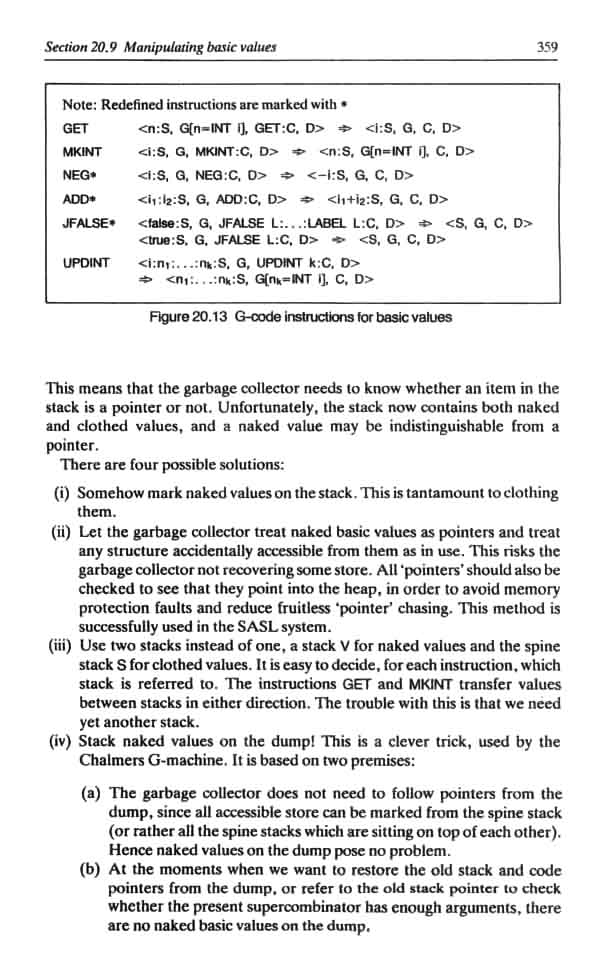 Section 20.9 Manipulating basic values 359
Note: Redefined instructions are marked with *
GET <n:S, G[n=INT i], GET:C, D> ⇒ <i:S, G, C, D>
MKINT <i:S, G, MKINT:C, D> ⇒ <n:S, G[n=INT i], C, D>
NEG* <i:S, G, NEG:C, D> ⇒ <−i:S, G, C, D>
ADD* <i₁:i₂:S, G, ADD:C, D> ⇒ <i₁+i₂:S, G, C, D>
JFALSE* <false:S, G, JFALSE L:...:LABEL L:C, D> ⇒ <S, G, C, D>
<true:S, G, JFALSE L:C, D> ⇒ <S, G, C, D>
UPDINT <i:n₁:...:nₖ:S, G, UPDINT k:C, D>
⇒ <n₁:...:nₖ:S, G[nₖ=INT i], C, D>
Figure 20.13 G-code instructions for basic values
This means that the garbage collector needs to know whether an item in the
stack is a pointer or not. Unfortunately, the stack now contains both naked
and clothed values, and a naked value may be indistinguishable from a
pointer.
There are four possible solutions:
(i) Somehow mark naked values on the stack. This is tantamount to clothing
them.
(ii) Let the garbage collector treat naked basic values as pointers and treat
any structure accidentally accessible from them as in use. This risks the
garbage collector not recovering some store. All ‘pointers’ should also be
checked to see that they point into the heap, in order to avoid memory
protection faults and reduce fruitless ‘pointer’ chasing. This method is
successfully used in the SASL system.
(iii) Use two stacks instead of one, a stack V for naked values and the spine
stack S for clothed values. It is easy to decide, for each instruction, which
stack is referred to. The instructions GET and MKINT transfer values
between stacks in either direction. The trouble with this is that we need
yet another stack.
(iv) Stack naked values on the dump! This is a clever trick, used by the
Chalmers G-machine. It is based on two premises:
(a) The garbage collector does not need to follow pointers from the
dump, since all accessible store can be marked from the spine stack
(or rather all the spine stacks which are sitting on top of each other).
Hence naked values on the dump pose no problem.
(b) At the moments when we want to restore the old stack and code
pointers from the dump, or refer to the old stack pointer to check
whether the present supercombinator has enough arguments, there
are no naked basic values on the dump.